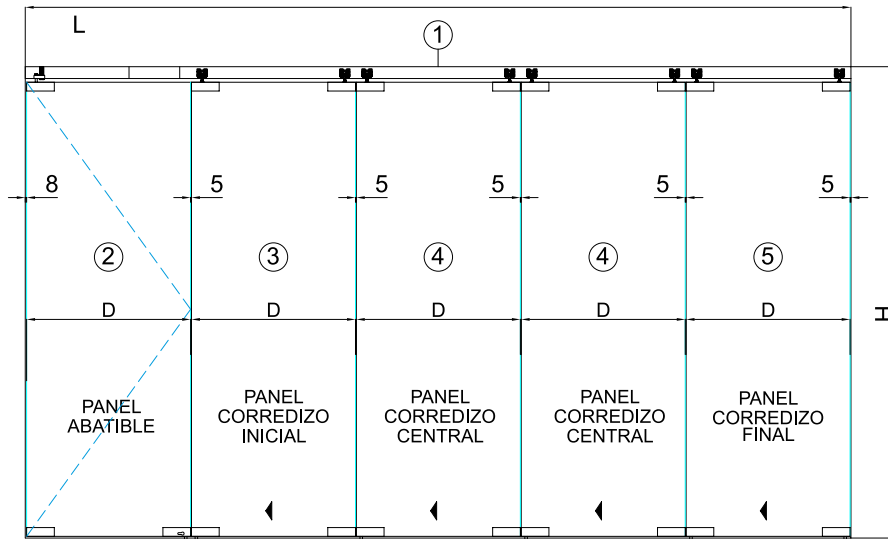 L
1
8
5
5
5
5
5
2
3
4
4
5
D
D
D
D
D
H
PANEL
ABATIBLE
PANEL
CORREDIZO
INICIAL
PANEL
CORREDIZO
CENTRAL
PANEL
CORREDIZO
CENTRAL
PANEL
CORREDIZO
FINAL